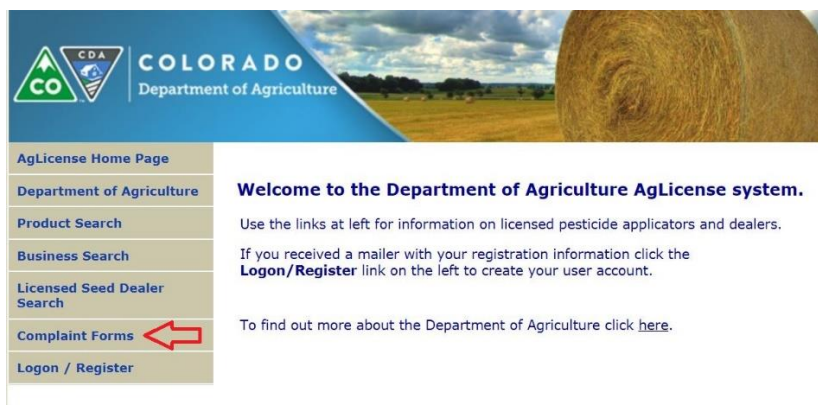 CDA
CO
COLORADO
Department of Agriculture
AgLicense Home Page
Department of Agriculture
Product Search
Business Search
Licensed Seed Dealer
Search
Complaint Forms
Logon / Register
Welcome to the Department of Agriculture AgLicense system.
Use the links at left for information on licensed pesticide applicators and dealers.
If you received a mailer with your registration information click the
Logon/Register link on the left to create your user account.
To find out more about the Department of Agriculture click here.